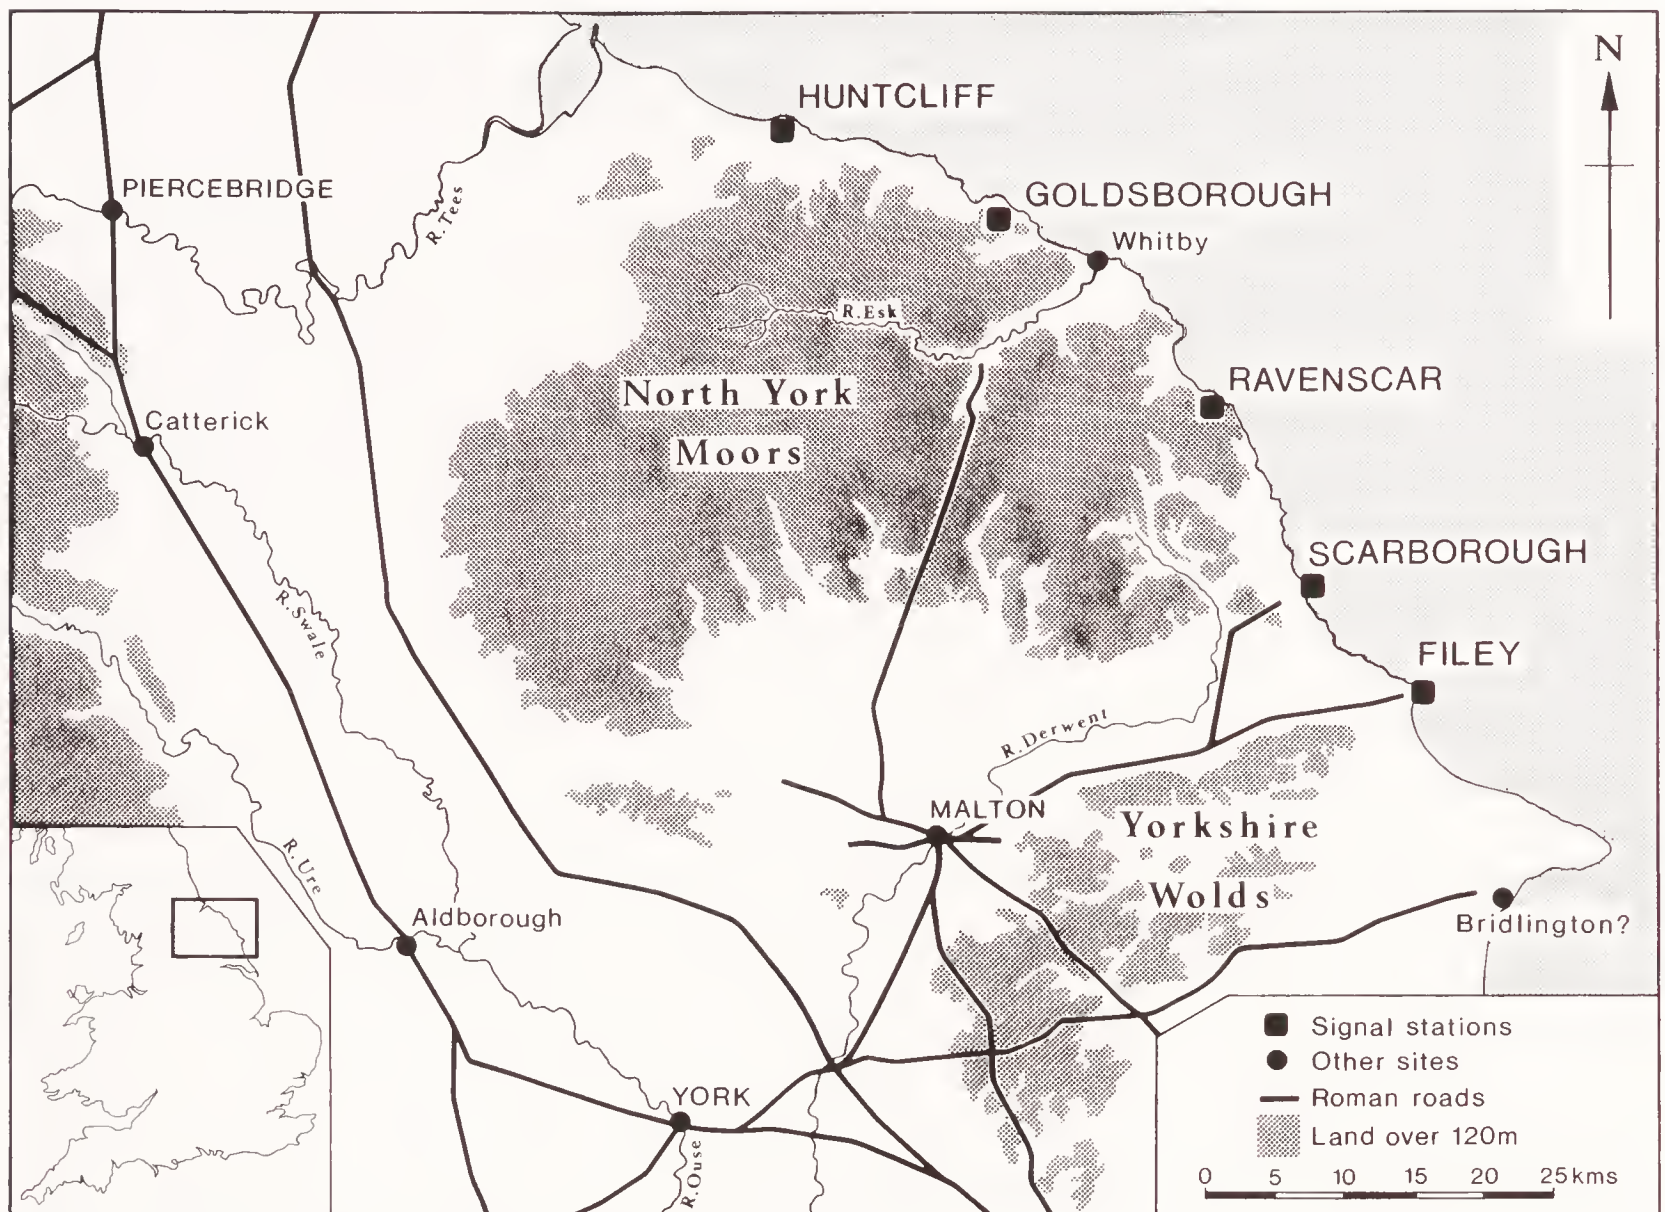 N
HUNTCLIFF
PIERCEBRIDGE
R.Tees
GOLDSBOROUGH
Whitby
R.Esk
North York
Moors
RAVENSCAR
Catterick
SCARBOROUGH
R.Swale
FILEY
R.Derwent
MALTON
Yorkshire
Wolds
R.Ure
Aldborough
Bridlington?
YORK
R.Ouse
Signal stations
Other sites
Roman roads
Land over 120m
0 5 10 15 20 25kms